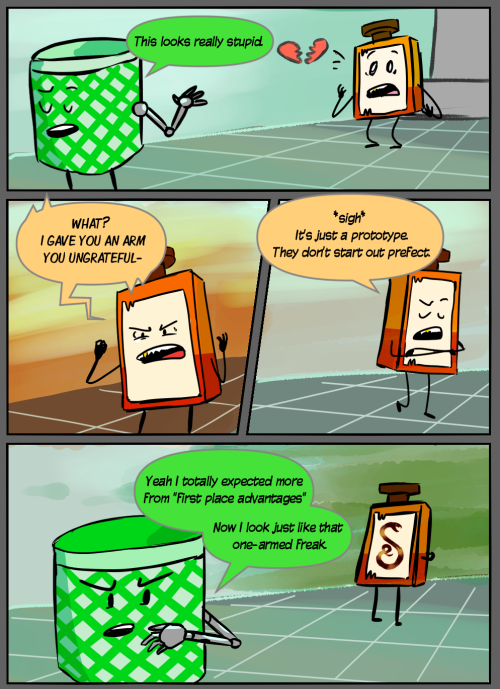 This looks really stupid.
WHAT?
I GAVE YOU AN ARM
YOU UNGRATEFUL-
*sigh*
It's just a prototype.
They don't start out prefect.
Yeah I totally expected more
From "First place advantages"
Now I look just like that
one-armed Freak.
S